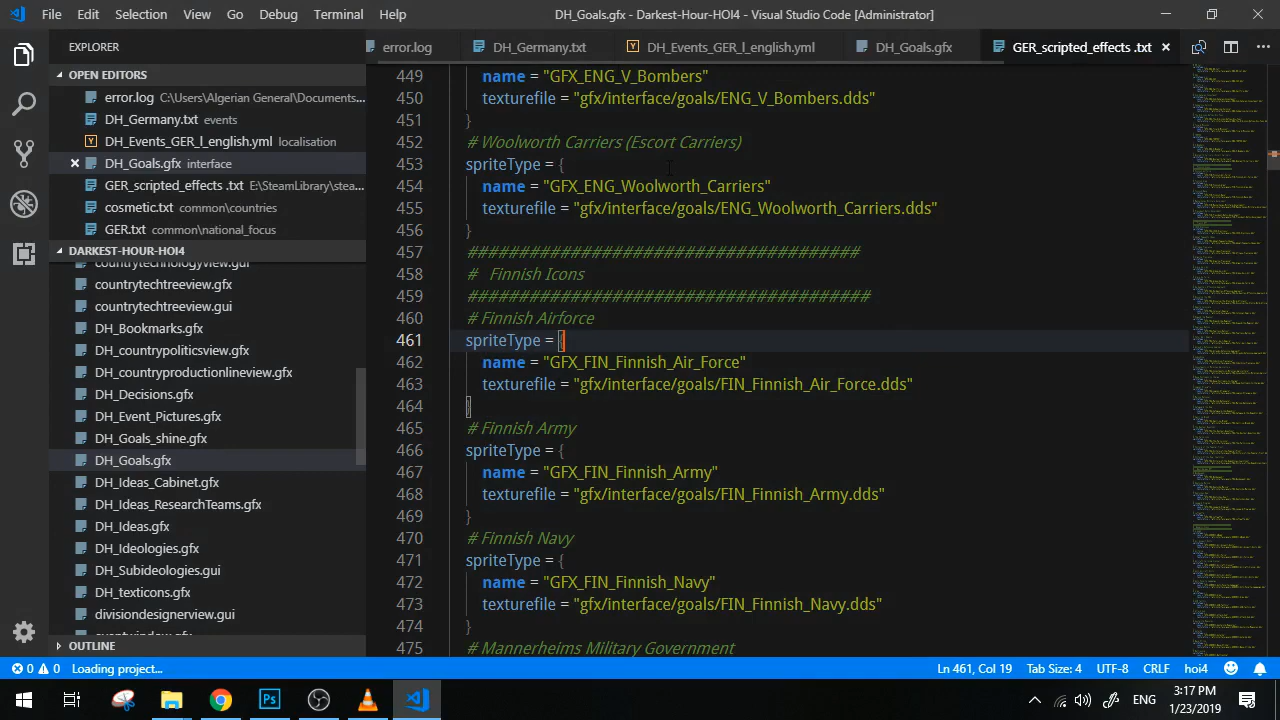 File Edit Selection View Go Debug Terminal Help
DH_Goals.gfx - Darkest-Hour-HOI4 - Visual Studio Code [Administrator]
EXPLORER
error.log DH_Germany.txt DH_Events_GER_l_english.yml DH_Goals.gfx GER_scripted_effects .txt
OPEN EDITORS
error.log C:\Users\Algerian General\Documents...
DH_Germany.txt events
DH_Events_GER_l_english.yml localisation
DH_Goals.gfx interface
GER_scripted_effects .txt E:\SteamLibrary\stea...
cosmetic.txt common\countries
GER.txt common\national_focus
DARKEST-HOUR-HOI4
countrytechtreeview.gfx
countrytechtreeview.gui
DH_Bookmarks.gfx
DH_countrypoliticsview.gfx
DH_countryproductionlineview.gfx
DH_Decisions.gfx
DH_Event_Pictures.gfx
DH_Goals_shine.gfx
DH_Goals.gfx
DH_Ideas_Cabinet.gfx
DH_Ideas_ResearchTeams.gfx
DH_Ideas.gfx
DH_Ideologies.gfx
DH_Subideologies.gui
DH_texticons.gfx
OUTLINE
449 name = "GFX_ENG_V_Bombers"
450 texturefile = "gfx/interface/goals/ENG_V_Bombers.dds"
451 }
452 # Carriers (Escort Carriers)
453 spriteType = {
454 name = "GFX_ENG_Woolworth_Carriers"
455 texturefile = "gfx/interface/goals/ENG_Woolworth_Carriers.dds"
456 }
457
458 #
459
460 # Finnish Airforce
461 spriteType = {
462 name = "GFX_FIN_Finnish_Air_Force"
463 texturefile = "gfx/interface/goals/FIN_Finnish_Air_Force.dds"
464 }
465 # Finnish Army
466 spriteType = {
467 name = "GFX_FIN_Finnish_Army"
468 texturefile = "gfx/interface/goals/FIN_Finnish_Army.dds"
469 }
470 # Finnish Navy
471 spriteType = {
472 name = "GFX_FIN_Finnish_Navy"
473 texturefile = "gfx/interface/goals/FIN_Finnish_Navy.dds"
474 }
475 # Mannerheims Military Government
0 0 Loading project... Ln 461, Col 19 Tab Size: 4 UTF-8 CRLF hoi4
Ps ENG 3:17 PM
1/23/2019